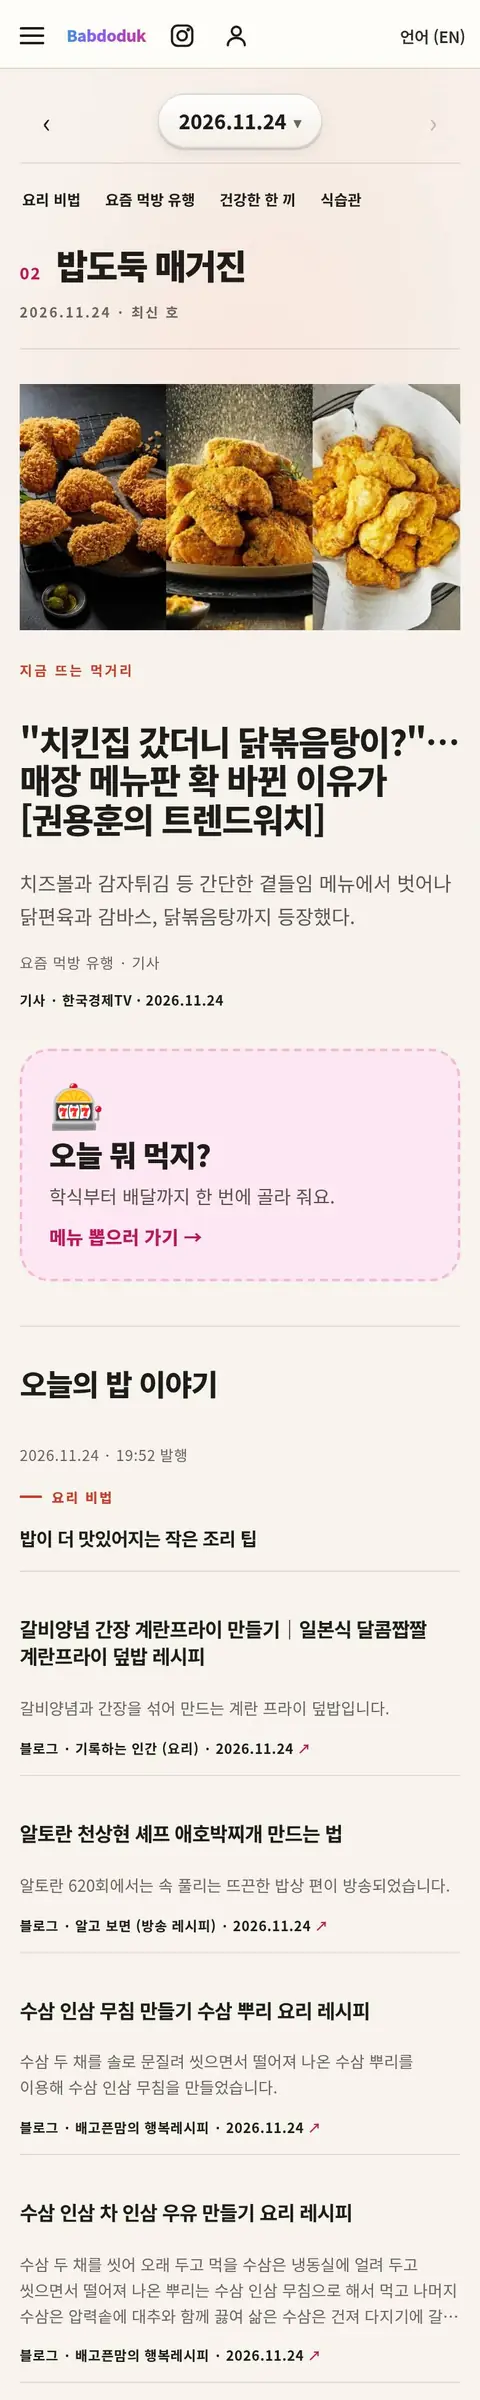 Babdoduk
언어 (EN)
‹
2026.11.24 ▾
›
요리 비법 요즘 먹방 유행 건강한 한 끼 식습관
02 밥도둑 매거진
2026.11.24 · 최신 호
지금 뜨는 먹거리
"치킨집 갔더니 닭볶음탕이?"…
매장 메뉴판 확 바뀐 이유가
[권용훈의 트렌드워치]
치즈볼과 감자튀김 등 간단한 곁들임 메뉴에서 벗어나
닭편육과 감바스, 닭볶음탕까지 등장했다.
요즘 먹방 유행 · 기사
기사 · 한국경제TV · 2026.11.24
777
오늘 뭐 먹지?
학식부터 배달까지 한 번에 골라 줘요.
메뉴 뽑으러 가기 →
오늘의 밥 이야기
2026.11.24 · 19:52 발행
요리 비법
밥이 더 맛있어지는 작은 조리 팁
갈비양념 간장 계란프라이 만들기｜일본식 달콤짭짤
계란프라이 덮밥 레시피
갈비양념과 간장을 섞어 만드는 계란 프라이 덮밥입니다.
블로그 · 기록하는 인간 (요리) · 2026.11.24 ↗
알토란 천상현 셰프 애호박찌개 만드는 법
알토란 620회에서는 속 풀리는 뜨끈한 밥상 편이 방송되었습니다.
블로그 · 알고 보면 (방송 레시피) · 2026.11.24 ↗
수삼 인삼 무침 만들기 수삼 뿌리 요리 레시피
수삼 두 채를 솔로 문질려 씻으면서 떨어져 나온 수삼 뿌리를
이용해 수삼 인삼 무침을 만들었습니다.
블로그 · 배고픈맘의 행복레시피 · 2026.11.24 ↗
수삼 인삼 차 인삼 우유 만들기 요리 레시피
수삼 두 채를 씻어 오래 두고 먹을 수삼은 냉동실에 얼려 두고
씻으면서 떨어져 나온 뿌리는 수삼 인삼 무침으로 해서 먹고 나머지
수삼은 압력솥에 대추와 함께 끓여 삶은 수삼은 건져 다지기에 갈…
블로그 · 배고픈맘의 행복레시피 · 2026.11.24 ↗